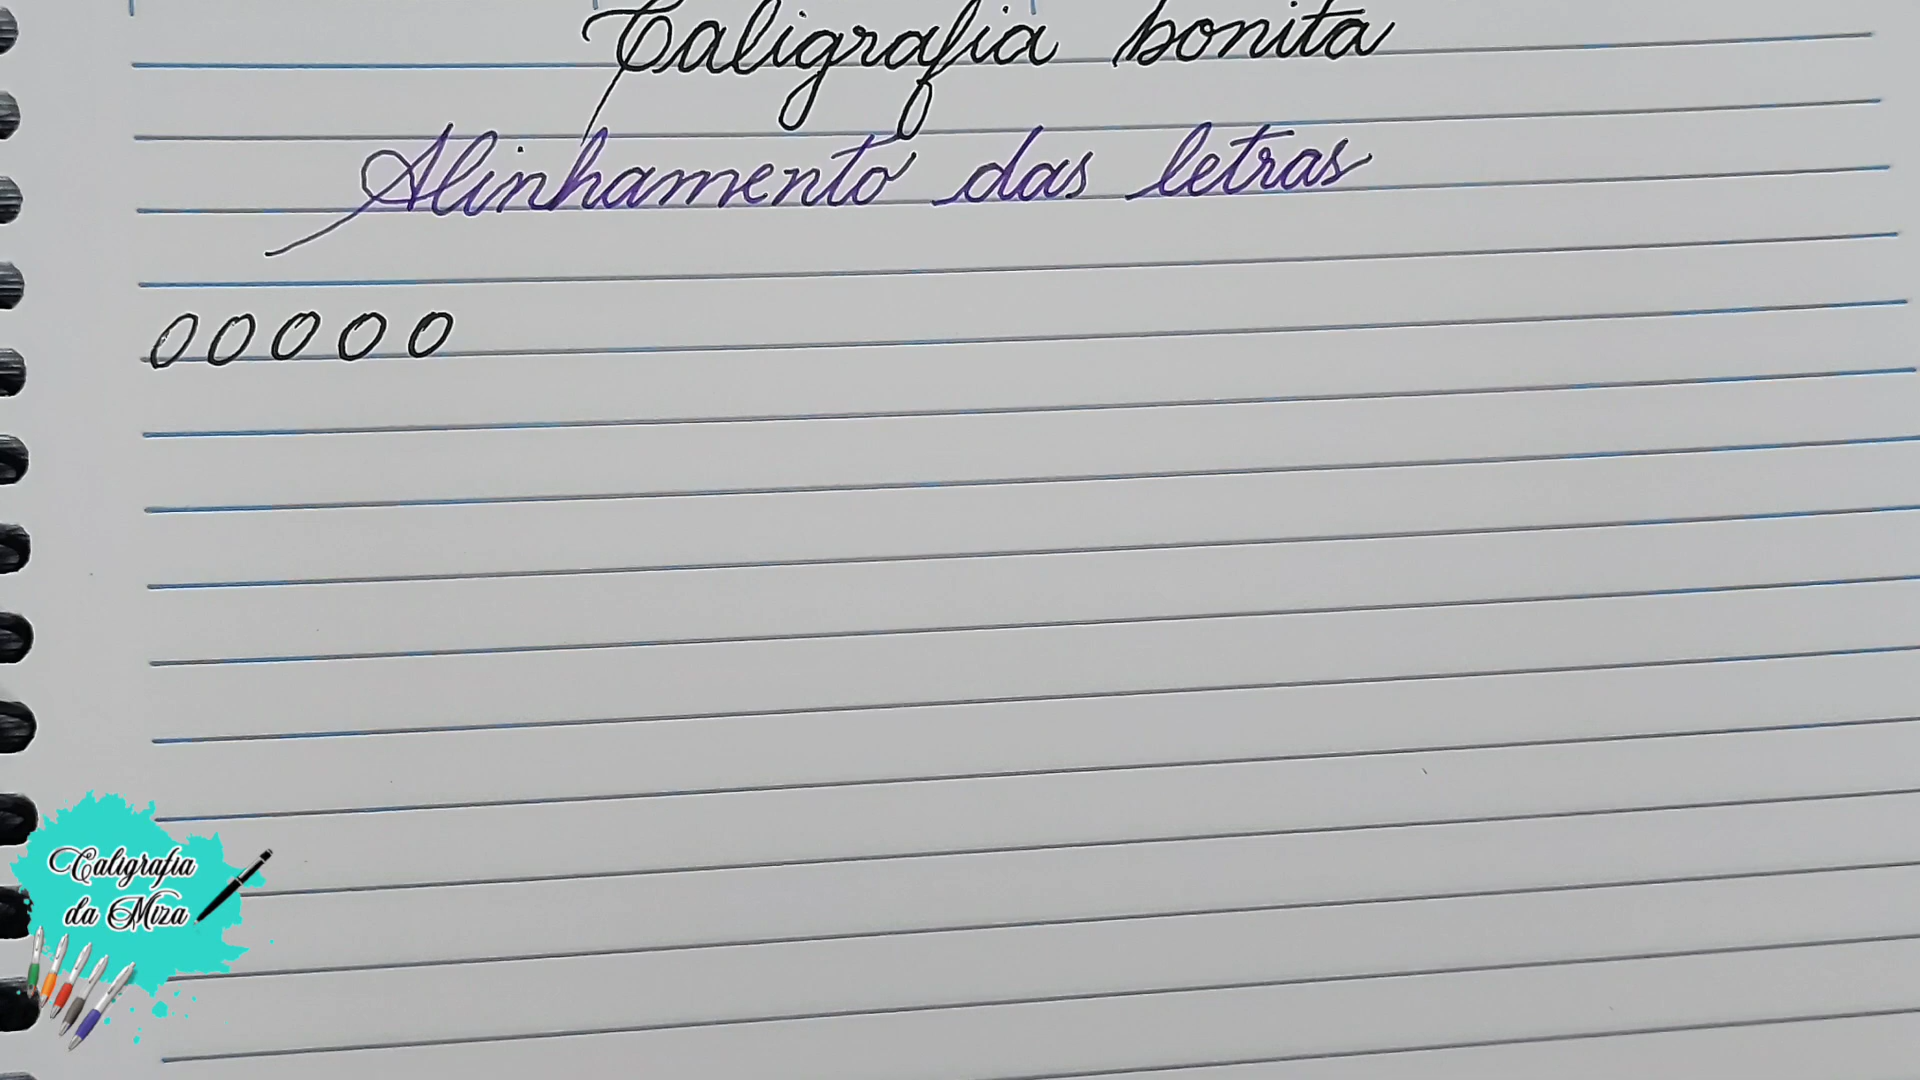 Caligrafia bonita
Alinhamento das letras
o o o o o
Caligrafia
da Miza